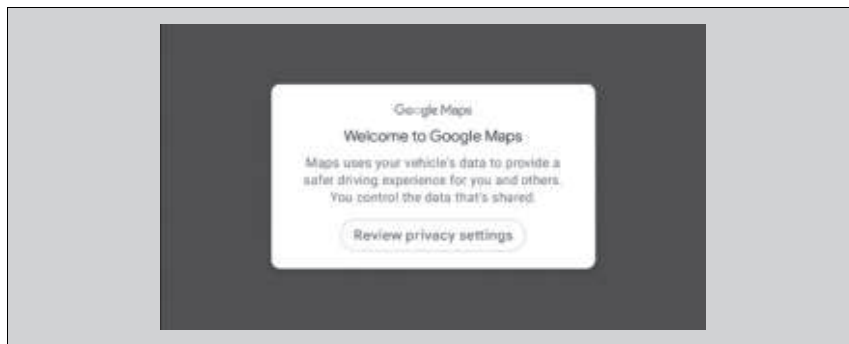 Google Maps
Welcome to Google Maps
Maps uses your vehicle's data to provide a
safer driving experience for you and others.
You control the data that's shared.
Review privacy settings